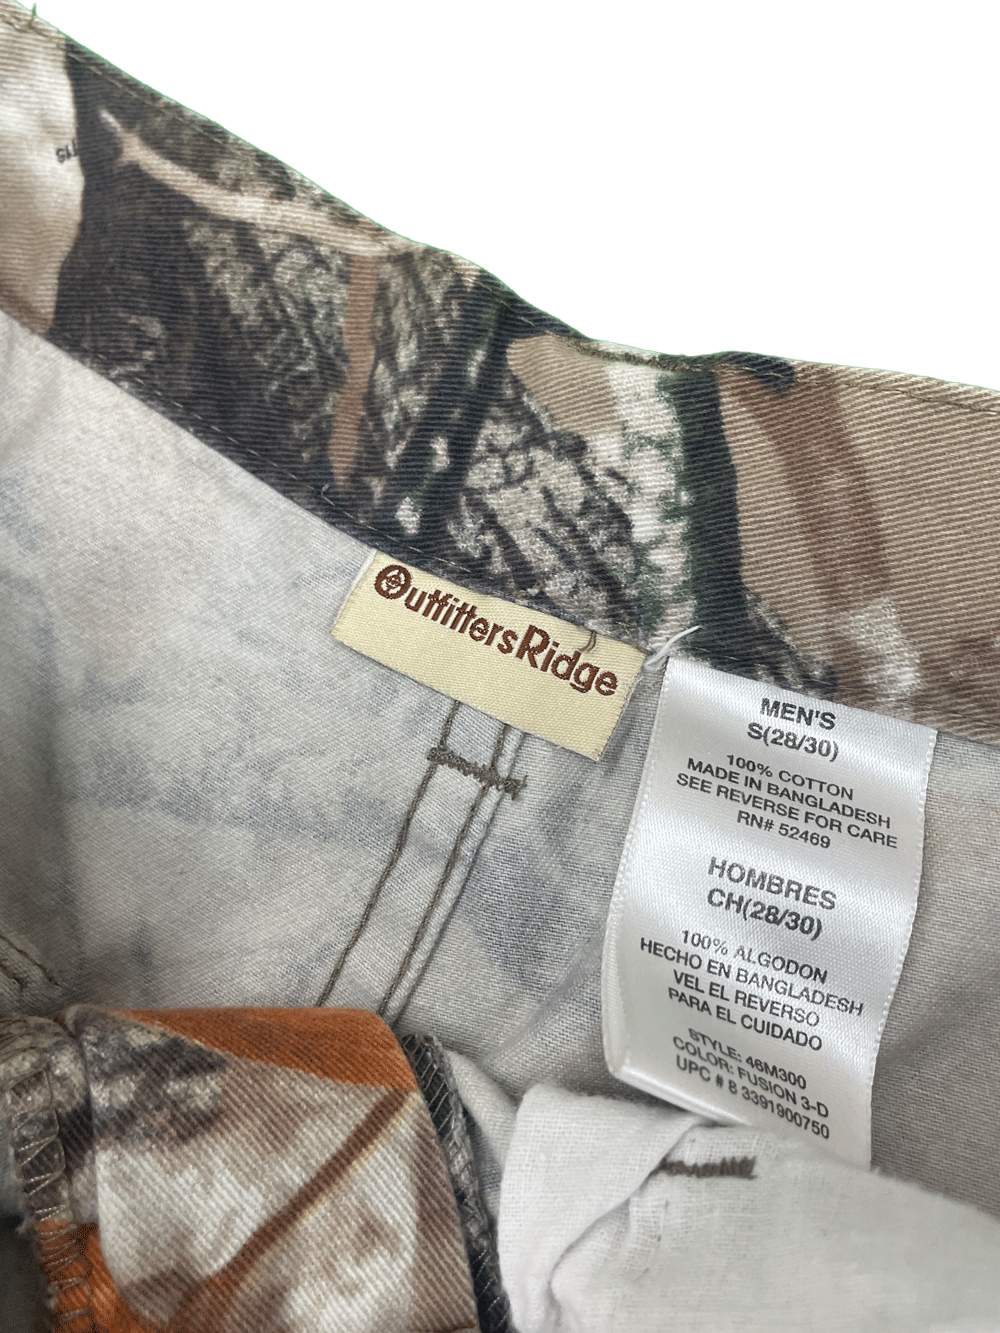 OutfittersRidge
MEN'S
S(28/30)
100% COTTON
MADE IN BANGLADESH
SEE REVERSE FOR CARE
RN# 52469
HOMBRES
CH(28/30)
100% ALGODON
HECHO EN BANGLADESH
VEL EL REVERSO
PARA EL CUIDADO
STYLE: 46M300
COLOR: FUSION 3-D
UPC # 8 3391900750